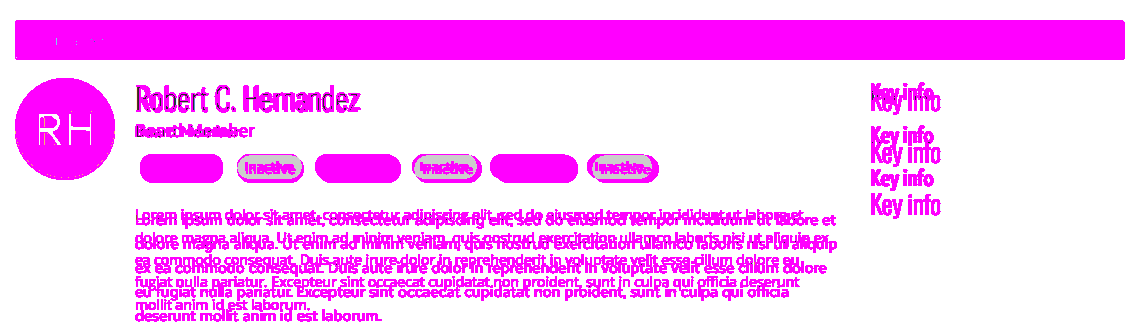 RH
Robert C. Hernandez
Board Member
Inactive
Inactive
Inactive
Lorem ipsum dolor sit amet, consectetur adipiscing elit, sed do eiusmod tempor incididunt ut labore et
dolore magna aliqua. Ut enim ad minim veniam, quis nostrud exercitation ullamco laboris nisi ut aliquip
ex ea commodo consequat. Duis aute irure dolor in reprehenderit in voluptate velit esse cillum dolore
eu fugiat nulla pariatur. Excepteur sint occaecat cupidatat non proident, sunt in culpa qui officia
deserunt mollit anim id est laborum.
Key info
Key info
Key info
Key info
Key info
Key info